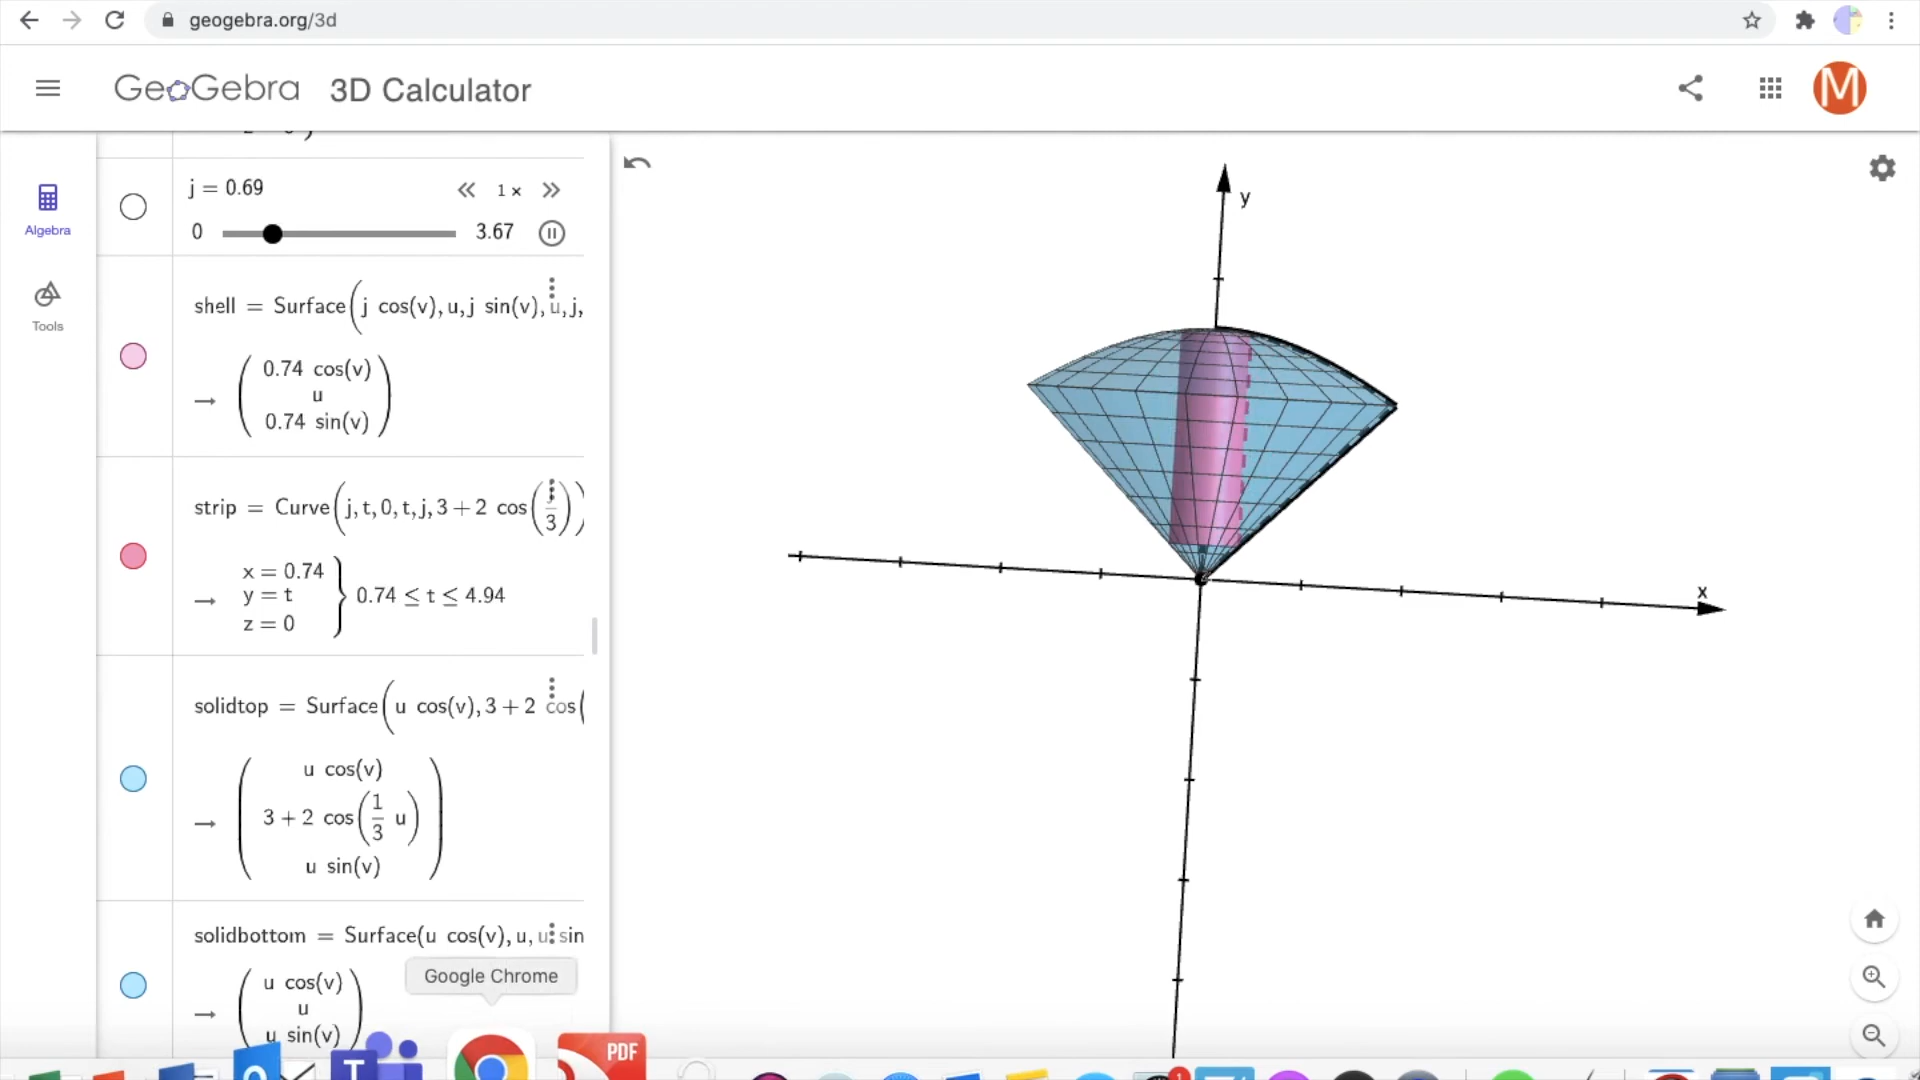 geogebra.org/3d
GeoGebra 3D Calculator
M
Algebra
Tools
j = 0.69
1 ×
0
3.67
shell = Surface(j cos(v), u, j sin(v), u, j,
→ (0.74 cos(v)
u
0.74 sin(v))
strip = Curve(j, t, 0, t, j, 3 + 2 cos(j/3))
→ x = 0.74
y = t
z = 0 } 0.74 ≤ t ≤ 4.94
solidtop = Surface(u cos(v), 3 + 2 cos(
→ (u cos(v)
3 + 2 cos(1/3 u)
u sin(v))
solidbottom = Surface(u cos(v), u, u sin
→ (u cos(v)
u
u sin(v))
Google Chrome
y
x
T
PDF
1